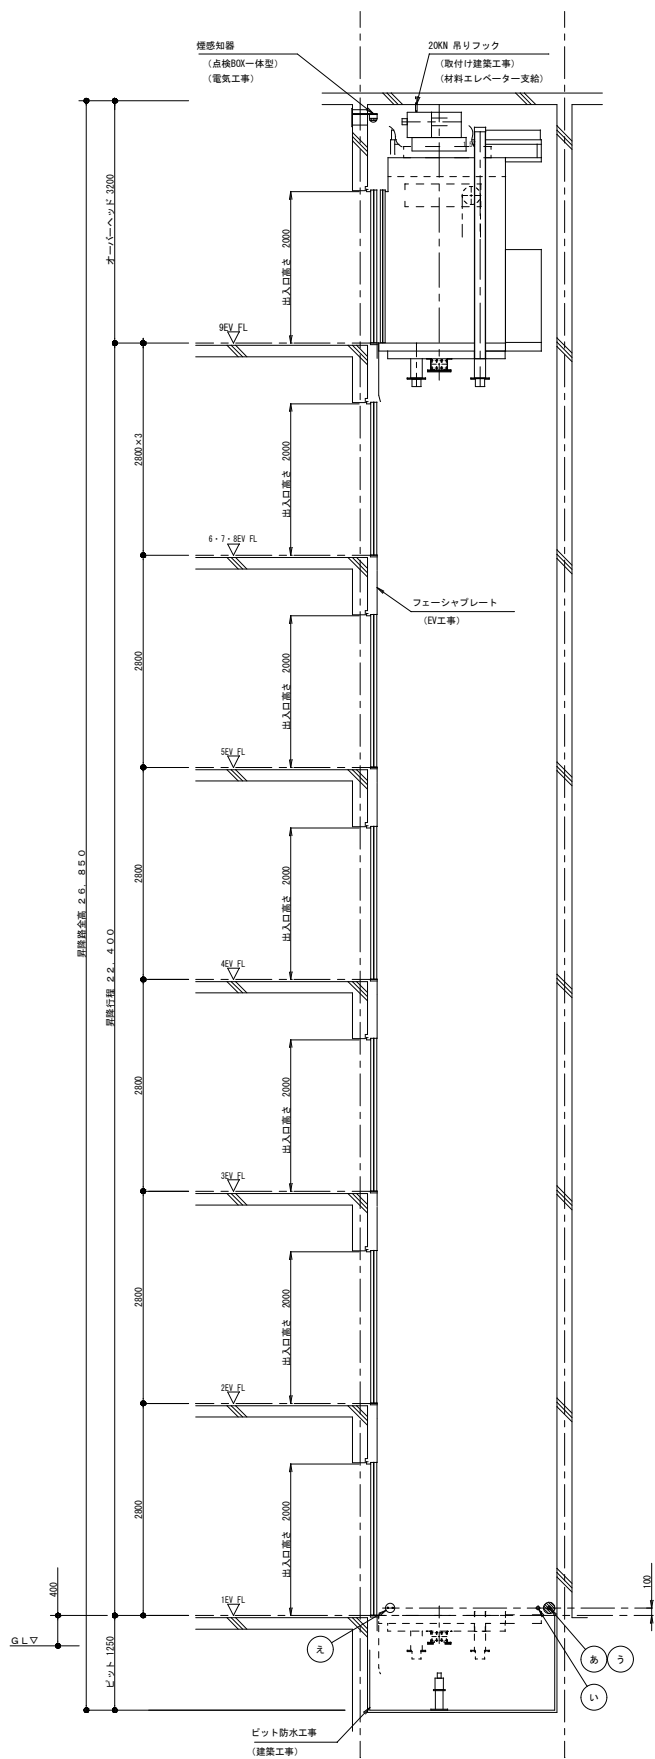 煙感知器
(点検BOX一体型)
(電気工事)
20KN 吊りフック
(取付け建築工事)
(材料エレベーター支給)
オーバーヘッド 3200
出入口高さ 2000
9EV FL
2800×3
出入口高さ 2000
6・7・8EV FL
フェーシャプレート
(EV工事)
2800
出入口高さ 2000
5EV FL
2800
出入口高さ 2000
昇降路全高 26,850
昇降行程 22,400
4EV FL
2800
出入口高さ 2000
3EV FL
2800
出入口高さ 2000
2EV FL
2800
出入口高さ 2000
400
1EV FL
100
GL▽
ピット 1250
え
あ
う
い
ピット防水工事
(建築工事)